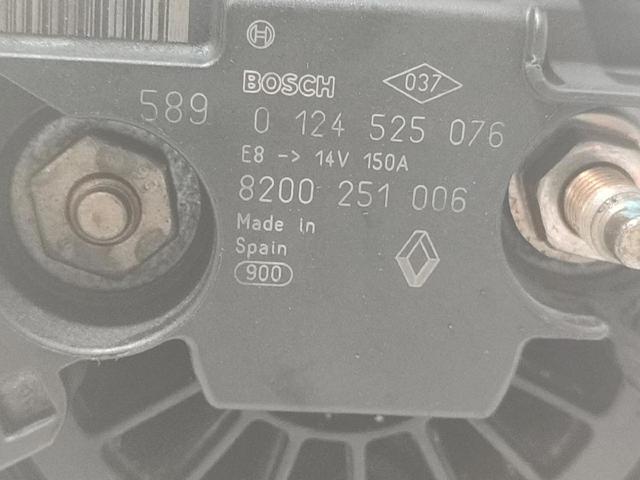 BOSCH 037
589 0 124 525 076
E8 -> 14V 150A
8200 251 006
Made in
Spain
900